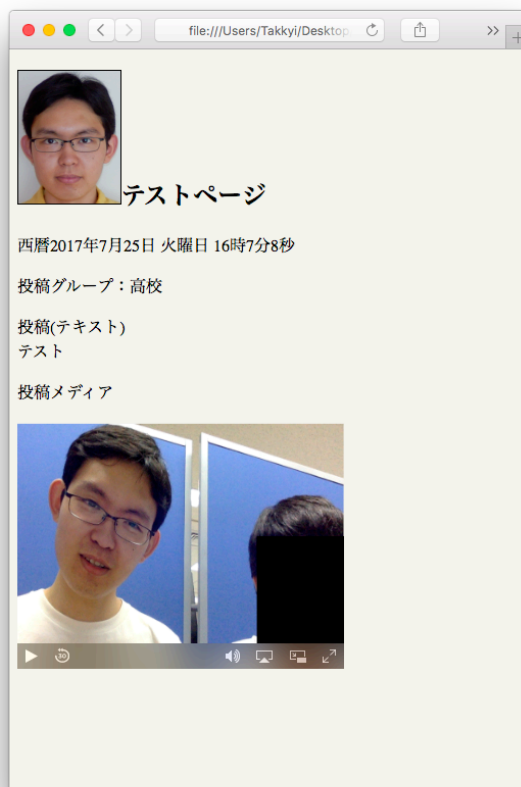 file:///Users/Takkyi/Desktop
テストページ
西暦2017年7月25日 火曜日 16時7分8秒
投稿グループ：高校
投稿(テキスト)
テスト
投稿メディア
30